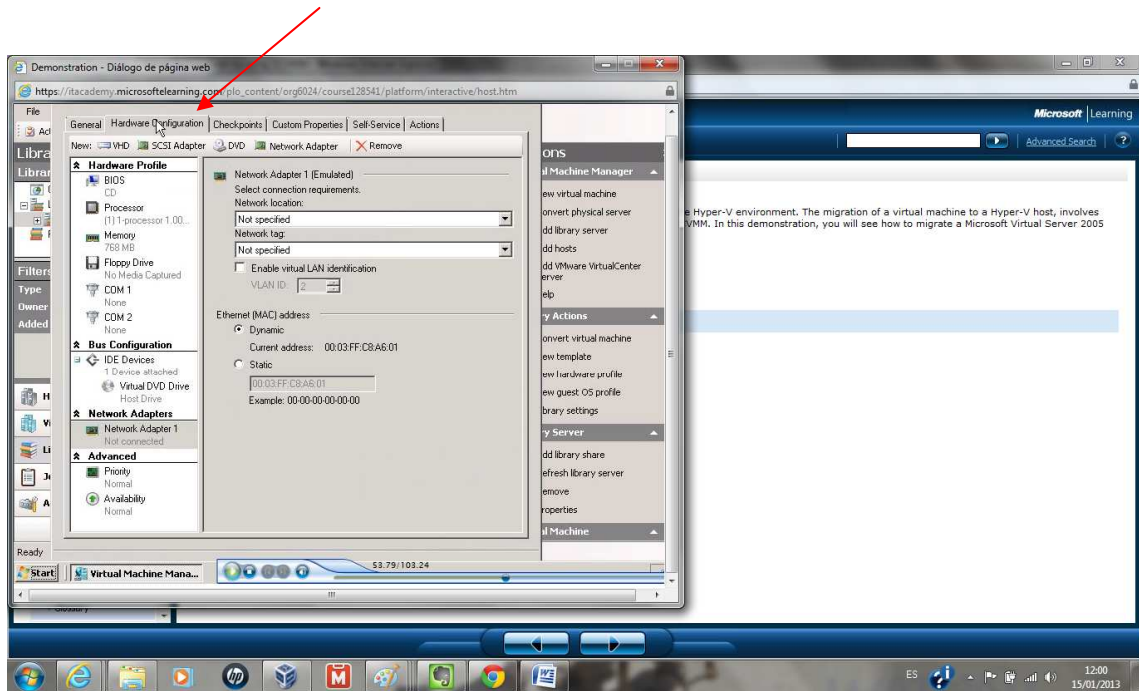 Demonstration - Diálogo de página web
https://itacademy.microsoftelearning.com/plo_content/org6024/course128541/platform/interactive/host.htm
File
General Hardware Configuration Checkpoints Custom Properties Self-Service Actions
New: VHD SCSI Adapter DVD Network Adapter Remove
Hardware Profile
BIOS
CD
Processor
(1) 1-processor 1.00...
Memory
768 MB
Floppy Drive
No Media Captured
COM 1
None
COM 2
None
Bus Configuration
IDE Devices
1 Device attached
Virtual DVD Drive
Host Drive
Network Adapters
Network Adapter 1
Not connected
Advanced
Priority
Normal
Availability
Normal
Network Adapter 1 (Emulated)
Select connection requirements.
Network location:
Not specified
Network tag:
Not specified
Enable virtual LAN identification
VLAN ID: 2
Ethernet (MAC) address
Dynamic
Current address: 00:03:FF:C8:A6:01
Static
00:03:FF:C8:A6:01
Example: 00-00-00-00-00-00
Libra
Librar
Filters
Type
Owner
Added
H
Vi
Li
A
Ready
ons
al Machine Manager
ew virtual machine
onvert physical server
dd library server
dd hosts
dd VMware VirtualCenter
erver
elp
y Actions
onvert virtual machine
ew template
ew hardware profile
ew guest OS profile
brary settings
y Server
dd library share
efresh library server
emove
roperties
al Machine
Start Virtual Machine Mana... 53.79/103.24
Microsoft Learning
Advanced Search
e Hyper-V environment. The migration of a virtual machine to a Hyper-V host, involves
VMM. In this demonstration, you will see how to migrate a Microsoft Virtual Server 2005
Glossary
ES 12:00
15/01/2013